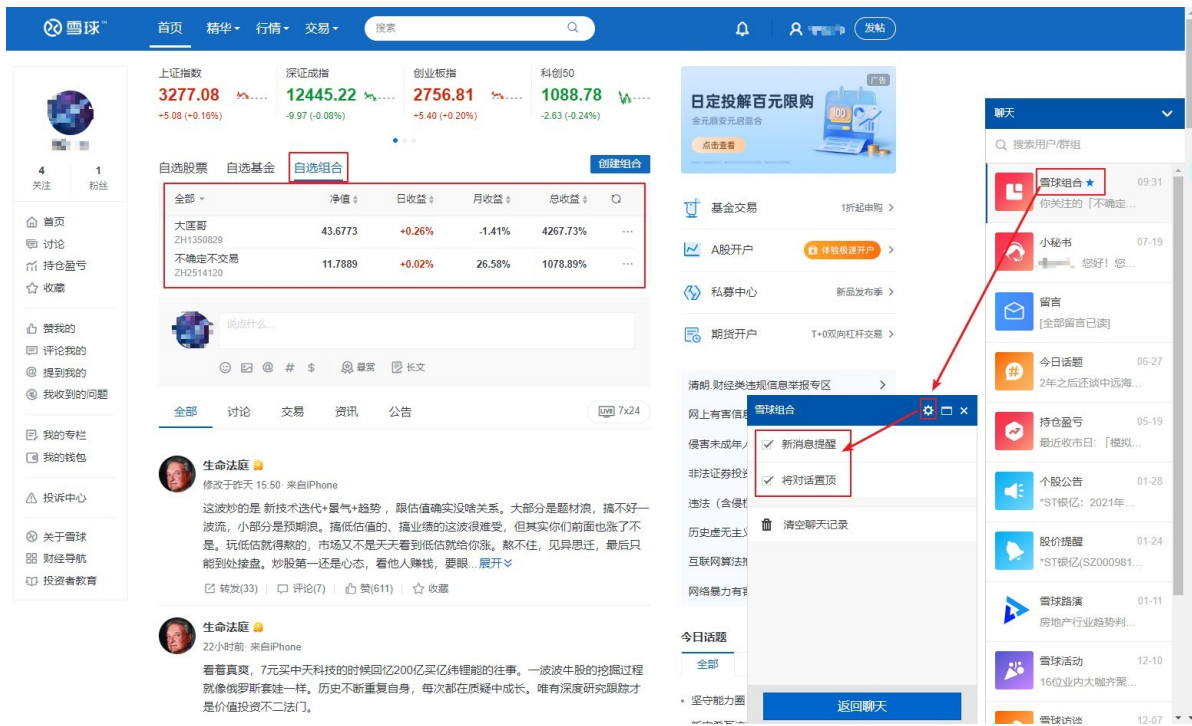 雪球™
首页 精华 行情 交易 搜索
发帖
4 1
关注 粉丝
首页
讨论
持仓盈亏
收藏
赞我的
评论我的
提到我的
我收到的问题
我的专栏
我的钱包
投诉中心
关于雪球
财经导航
投资者教育
上证指数 深证成指 创业板指 科创50
3277.08 12445.22 2756.81 1088.78
+5.08 (+0.16%) -9.97 (-0.08%) +5.40 (+0.20%) -2.63 (-0.24%)
自选股票 自选基金 自选组合 创建组合
全部 净值 日收益 月收益 总收益
大匡哥 43.6773 +0.26% -1.41% 4267.73% ...
ZH1350829
不确定不交易 11.7889 +0.02% 26.58% 1078.89% ...
ZH2514120
说点什么...
@ # $ 悬赏 长文
全部 讨论 交易 资讯 公告 LIVE 7x24
生命法庭
修改于昨天 15:50· 来自iPhone
这波炒的是 新技术迭代+景气+趋势 ，跟估值确实没啥关系。大部分是题材浪，搞不好一
波流，小部分是预期浪。搞低估值的、搞业绩的这波很难受，但其实你们前面也涨了不
是。玩低估就得熬的，市场又不是天天看到低估就给你涨。熬不住，见异思迁，最后只
能到处接盘。炒股第一还是心态，看他人赚钱，要眼...展开
转发(33) 评论(7) 赞(611) 收藏
生命法庭
22小时前· 来自iPhone
看着真爽，7元买中天科技的时候回忆200亿买亿纬锂能的往事。一波波牛股的挖掘过程
就像俄罗斯套娃一样。历史不断重复自身，每次都在质疑中成长。唯有深度研究跟踪才
是价值投资不二法门。
广告
日定投解百元限购
金元顺安元启混合
点击查看
100
基金交易 1折起申购
A股开户 体验极速开户
私募中心 新品发布季
期货开户 T+0双向杠杆交易
清朗.财经类违规信息举报专区
网上有害信息
侵害未成年人
非法证券投资
违法（含侵权
历史虚无主义
互联网算法推
网络暴力有害
今日话题
全部
坚守能力圈
雪球组合
新消息提醒
将对话置顶
清空聊天记录
返回聊天
聊天
搜索用户/群组
雪球组合 ★ 09:31
你关注的「不确定...
小秘书 07-19
您好！您...
留言
[全部留言已读]
今日话题 06-27
2年之后还谈中远海...
持仓盈亏 05-19
最近收市日：「模拟...
个股公告 01-28
*ST银亿：2021年...
股价提醒 01-24
*ST银亿(SZ000981...
雪球路演 01-11
房地产行业趋势判...
雪球活动 12-10
16位业内大咖齐聚...
雪球访谈 12-07